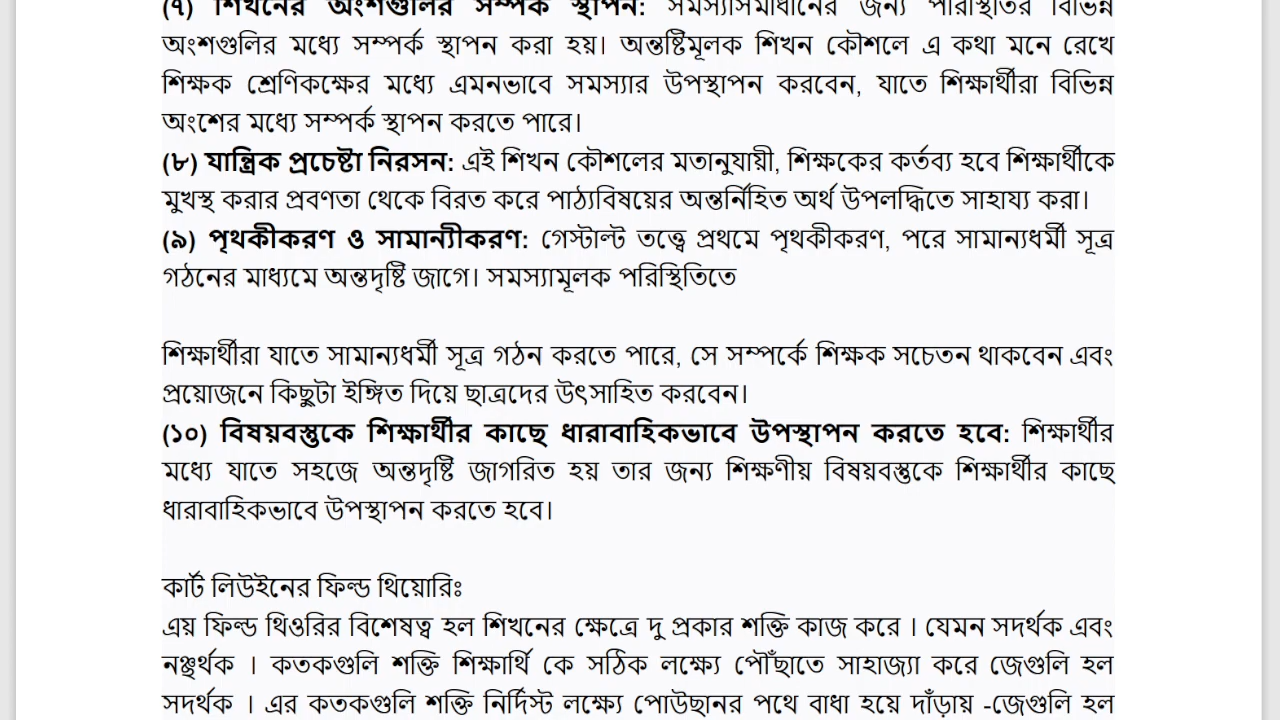 (৭) শিখনের অংশগুলির সম্পর্ক স্থাপন: সমস্যাসমাধানের জন্য পরিস্থিতির বিভিন্ন
অংশগুলির মধ্যে সম্পর্ক স্থাপন করা হয়। অন্তষ্টিমূলক শিখন কৌশলে এ কথা মনে রেখে
শিক্ষক শ্রেণিকক্ষের মধ্যে এমনভাবে সমস্যার উপস্থাপন করবেন, যাতে শিক্ষার্থীরা বিভিন্ন
অংশের মধ্যে সম্পর্ক স্থাপন করতে পারে।
(৮) যান্ত্রিক প্রচেষ্টা নিরসন: এই শিখন কৌশলের মতানুযায়ী, শিক্ষকের কর্তব্য হবে শিক্ষার্থীকে
মুখস্থ করার প্রবণতা থেকে বিরত করে পাঠ্যবিষয়ের অন্তর্নিহিত অর্থ উপলদ্ধিতে সাহায্য করা।
(৯) পৃথকীকরণ ও সামান্যীকরণ: গেস্টাল্ট তত্ত্বে প্রথমে পৃথকীকরণ, পরে সামান্যধর্মী সূত্র
গঠনের মাধ্যমে অন্তদৃষ্টি জাগে। সমস্যামূলক পরিস্থিতিতে
শিক্ষার্থীরা যাতে সামান্যধর্মী সূত্র গঠন করতে পারে, সে সম্পর্কে শিক্ষক সচেতন থাকবেন এবং
প্রয়োজনে কিছুটা ইঙ্গিত দিয়ে ছাত্রদের উৎসাহিত করবেন।
(১০) বিষয়বস্তুকে শিক্ষার্থীর কাছে ধারাবাহিকভাবে উপস্থাপন করতে হবে: শিক্ষার্থীর
মধ্যে যাতে সহজে অন্তদৃষ্টি জাগরিত হয় তার জন্য শিক্ষণীয় বিষয়বস্তুকে শিক্ষার্থীর কাছে
ধারাবাহিকভাবে উপস্থাপন করতে হবে।
কার্ট লিউইনের ফিল্ড থিয়োরিঃ
এয় ফিল্ড থিওরির বিশেষত্ব হল শিখনের ক্ষেত্রে দু প্রকার শক্তি কাজ করে । যেমন সদর্থক এবং
নঞ্চর্থক । কতকগুলি শক্তি শিক্ষার্থি কে সঠিক লক্ষ্যে পৌঁছাতে সাহাজ্যা করে জেগুলি হল
সদর্থক । এর কতকগুলি শক্তি নির্দিস্ট লক্ষ্যে পোউছানর পথে বাধা হয়ে দাঁড়ায় -জেগুলি হল